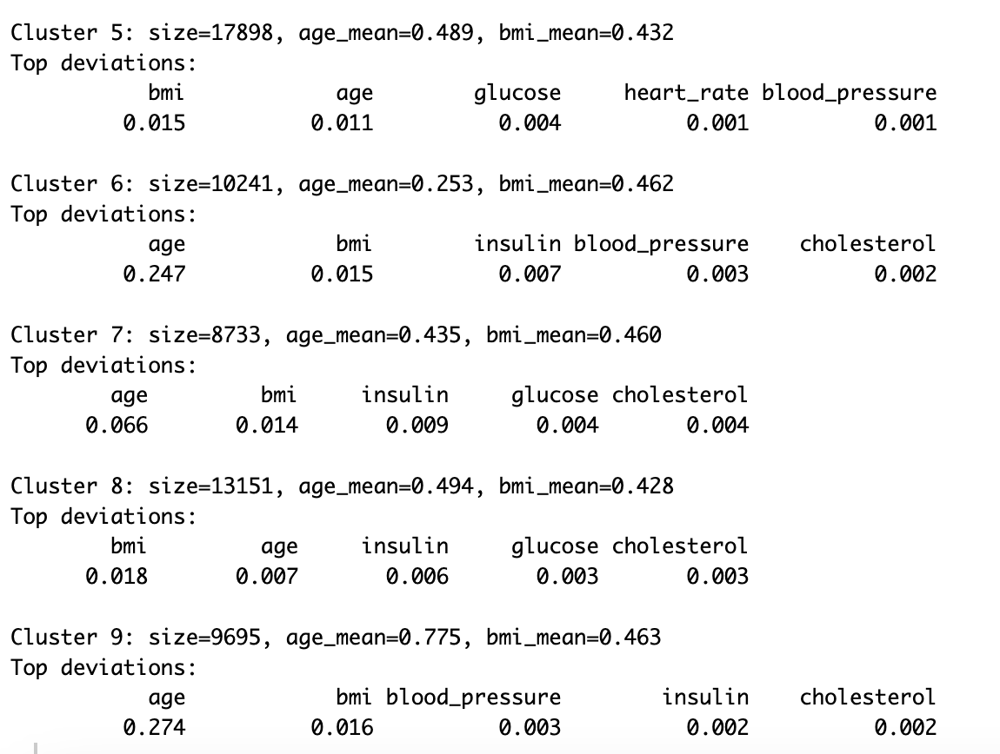 Cluster 5: size=17898, age_mean=0.489, bmi_mean=0.432
Top deviations:
bmi age glucose heart_rate blood_pressure
0.015 0.011 0.004 0.001 0.001
Cluster 6: size=10241, age_mean=0.253, bmi_mean=0.462
Top deviations:
age bmi insulin blood_pressure cholesterol
0.247 0.015 0.007 0.003 0.002
Cluster 7: size=8733, age_mean=0.435, bmi_mean=0.460
Top deviations:
age bmi insulin glucose cholesterol
0.066 0.014 0.009 0.004 0.004
Cluster 8: size=13151, age_mean=0.494, bmi_mean=0.428
Top deviations:
bmi age insulin glucose cholesterol
0.018 0.007 0.006 0.003 0.003
Cluster 9: size=9695, age_mean=0.775, bmi_mean=0.463
Top deviations:
age bmi blood_pressure insulin cholesterol
0.274 0.016 0.003 0.002 0.002